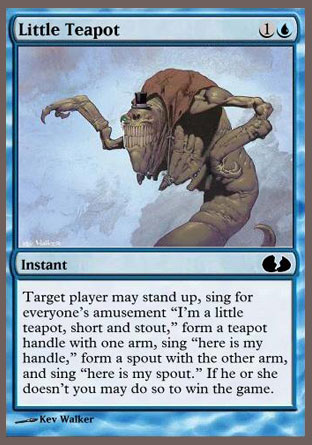 Little Teapot 1
Kev Walker
Instant
Target player may stand up, sing for
everyone's amusement “I'm a little
teapot, short and stout,” form a teapot
handle with one arm, sing “here is my
handle,” form a spout with the other arm,
and sing “here is my spout.” If he or she
doesn't you may do so to win the game.
Kev Walker